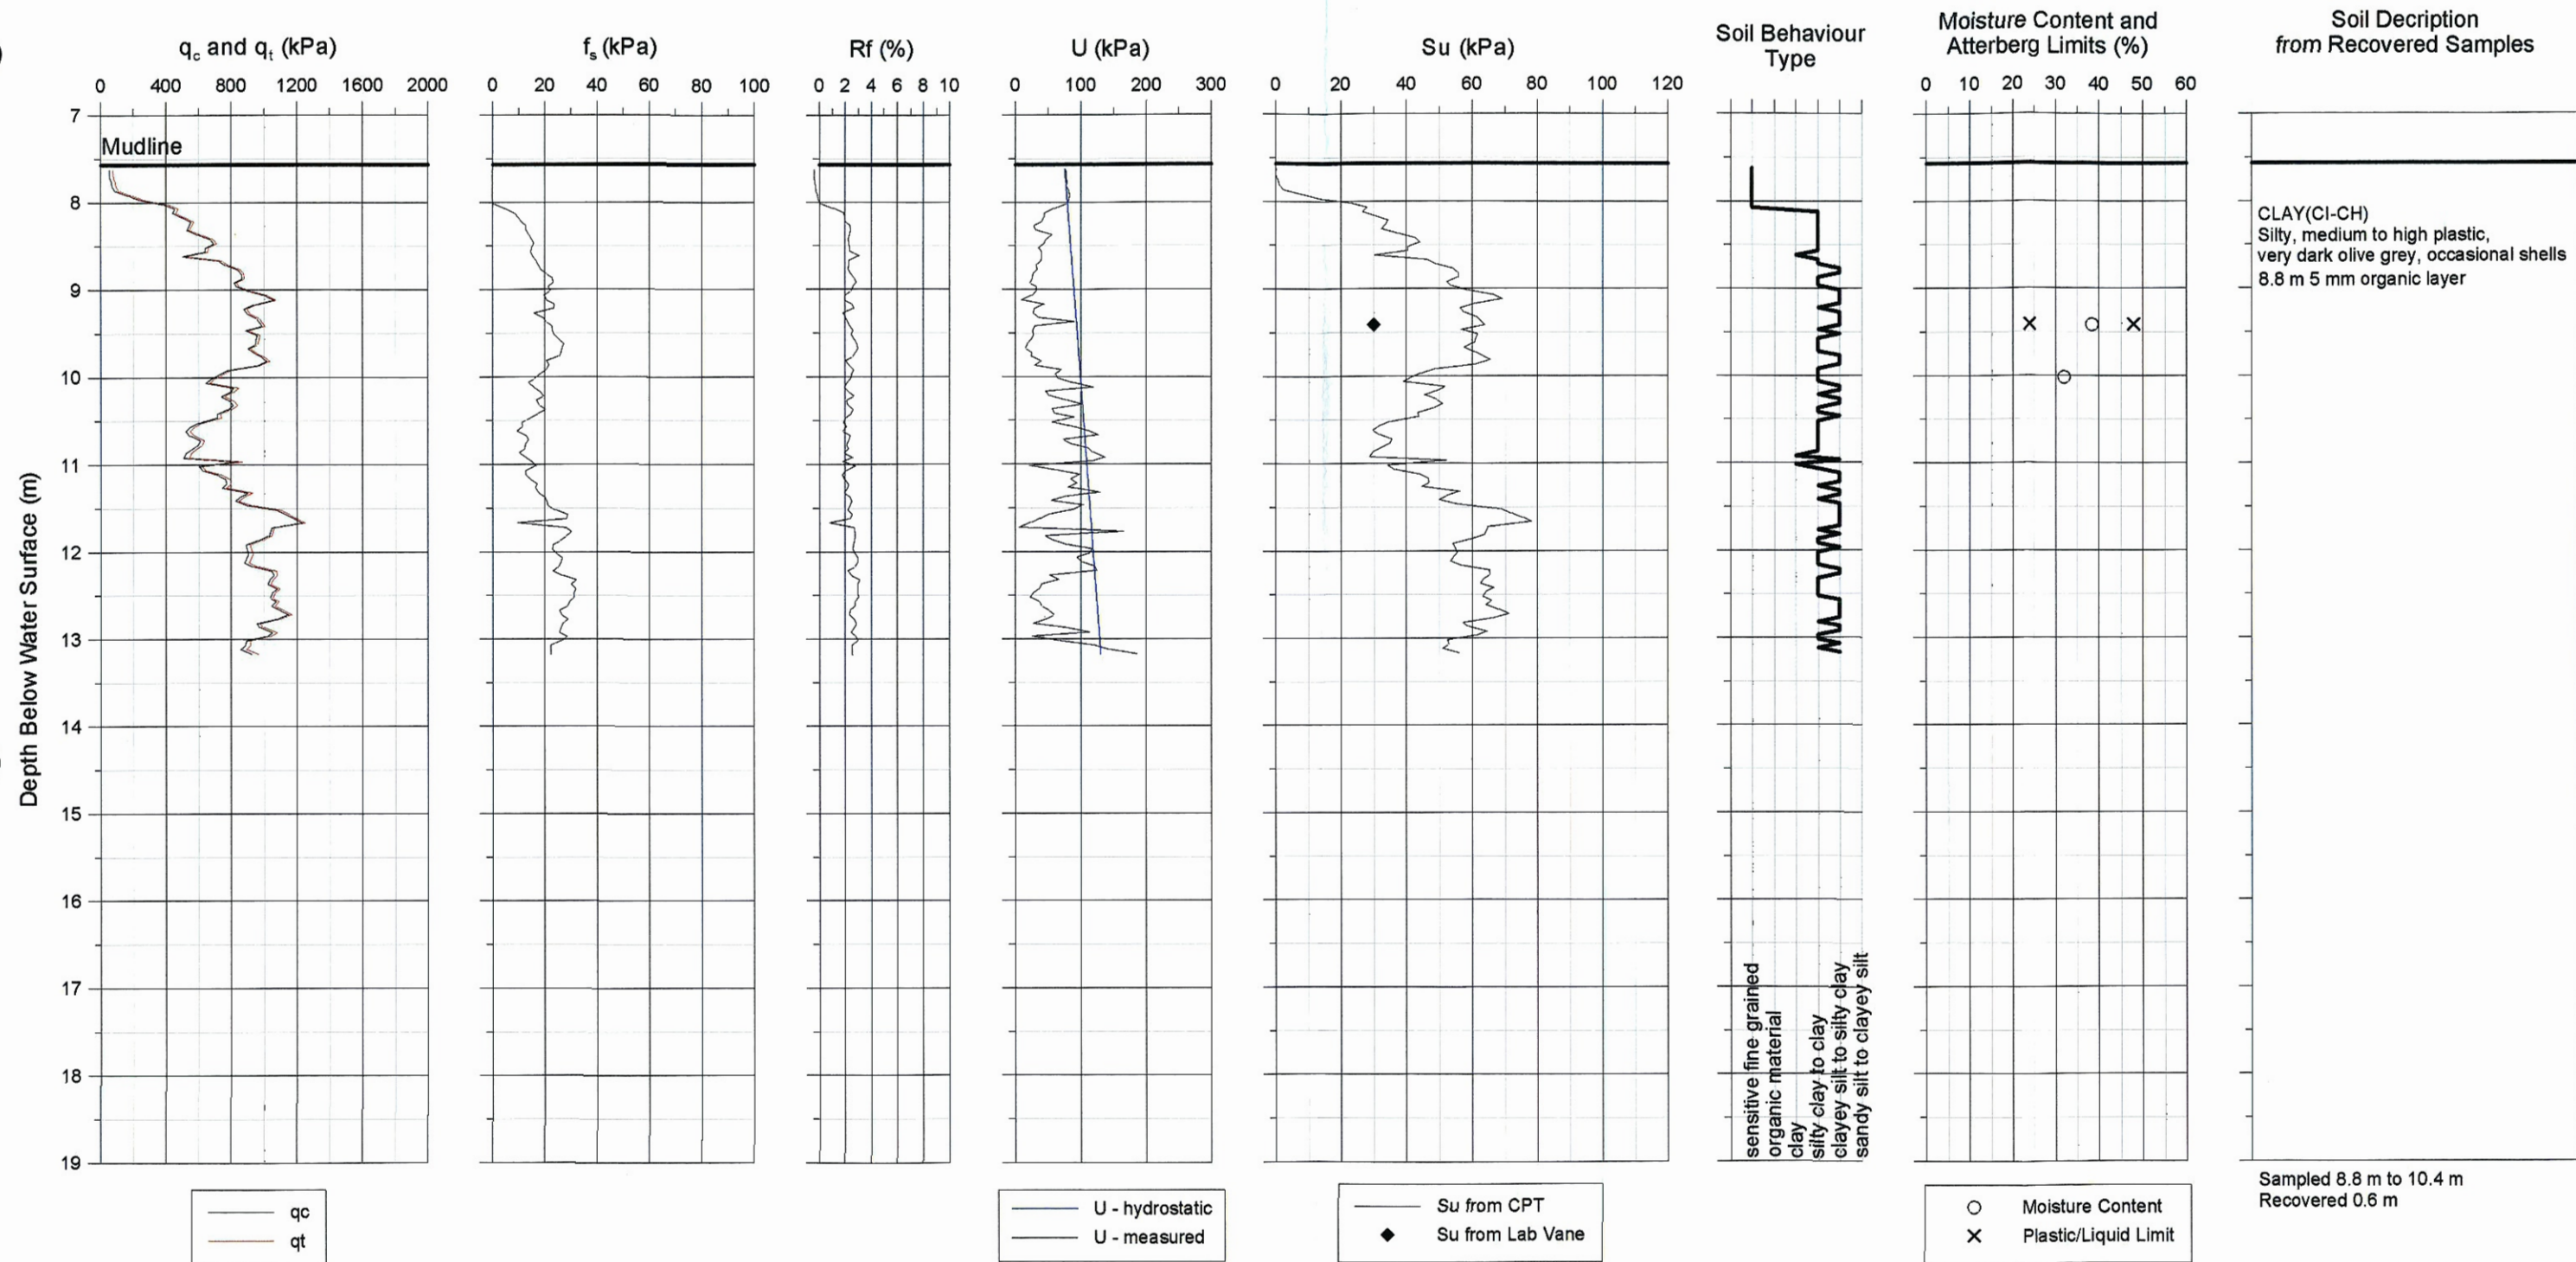 qc and qt (kPa)
0 400 800 1200 1600 2000
fs (kPa)
0 20 40 60 80 100
Rf (%)
0 2 4 6 8 10
U (kPa)
0 100 200 300
Su (kPa)
0 20 40 60 80 100 120
Soil Behaviour
Type
Moisture Content and
Atterberg Limits (%)
0 10 20 30 40 50 60
Soil Decription
from Recovered Samples
Depth Below Water Surface (m)
7
8
9
10
11
12
13
14
15
16
17
18
19
Mudline
CLAY(CI-CH)
Silty, medium to high plastic,
very dark olive grey, occasional shells
8.8 m 5 mm organic layer
sensitive fine grained
organic material
clay
silty clay to clay
clayey silt to silty clay
sandy silt to clayey silt
Sampled 8.8 m to 10.4 m
Recovered 0.6 m
qc
qt
U - hydrostatic
U - measured
Su from CPT
Su from Lab Vane
Moisture Content
Plastic/Liquid Limit